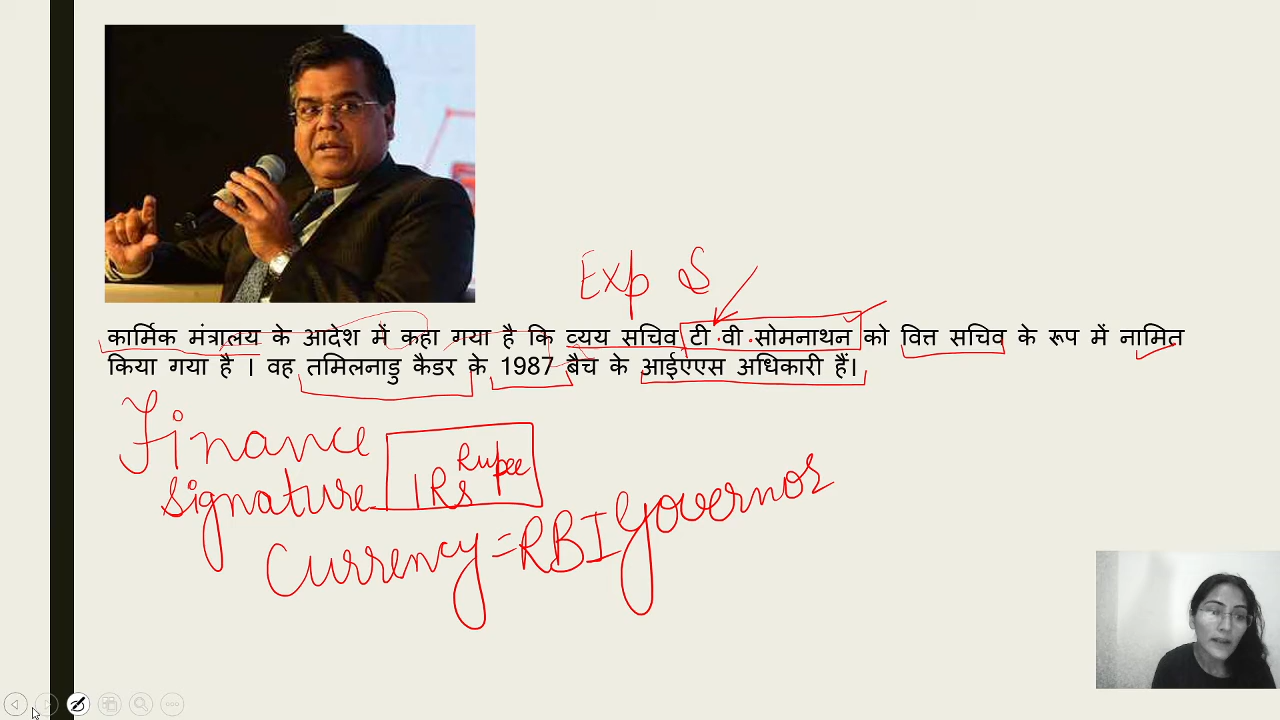 Exp S
कार्मिक मंत्रालय के आदेश में कहा गया है कि व्यय सचिव टी वी सोमनाथन को वित्त सचिव के रूप में नामित
किया गया है । वह तमिलनाडु कैडर के 1987 बैच के आईएएस अधिकारी हैं।
Finance
Signature IRs Rupee
Currency = RBI Governor